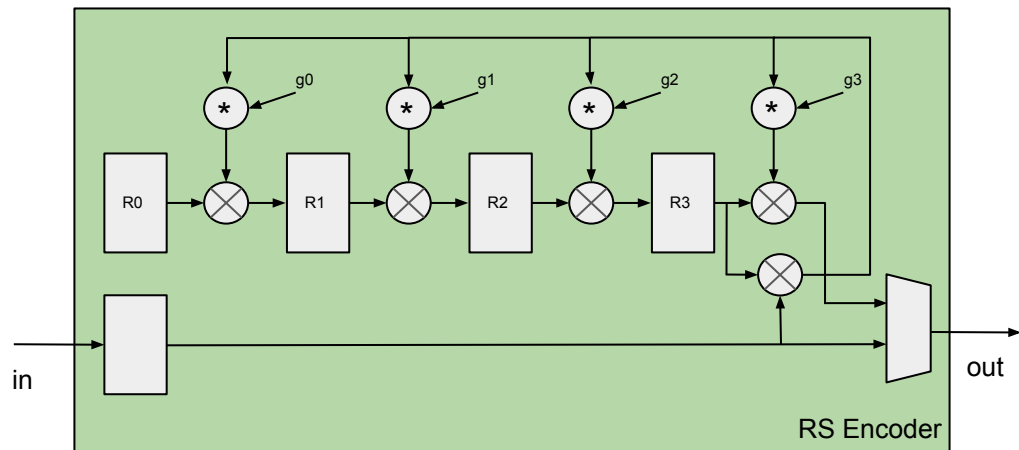 g0
g1
g2
g3
*
*
*
*
R0
R1
R2
R3
in
out
RS Encoder